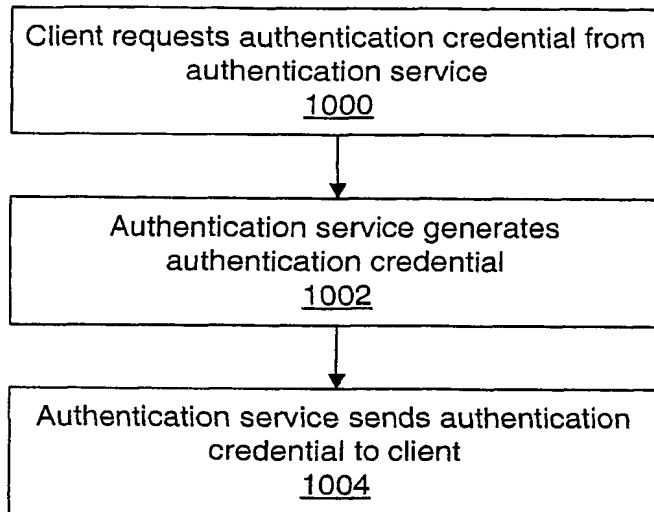 Client requests authentication credential from
authentication service
1000
Authentication service generates
authentication credential
1002
Authentication service sends authentication
credential to client
1004